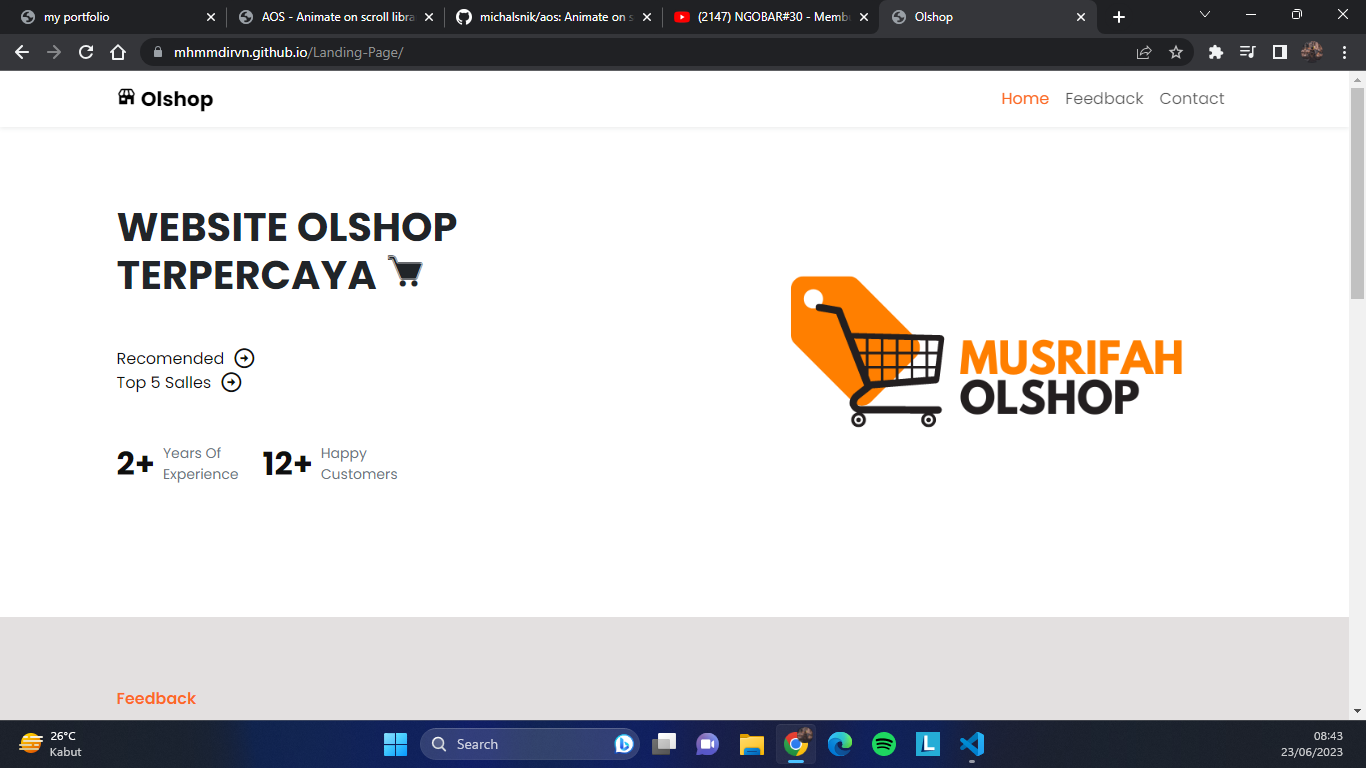 my portfolio
AOS - Animate on scroll libra
michalsnik/aos: Animate on s
(2147) NGOBAR#30 - Memb
Olshop
mhmmdirvn.github.io/Landing-Page/
Olshop
Home
Feedback
Contact
WEBSITE OLSHOP
TERPERCAYA
Recomended
Top 5 Salles
2+
Years Of
Experience
12+
Happy
Customers
MUSRIFAH
OLSHOP
Feedback
26°C
Kabut
Search
08:43
23/06/2023